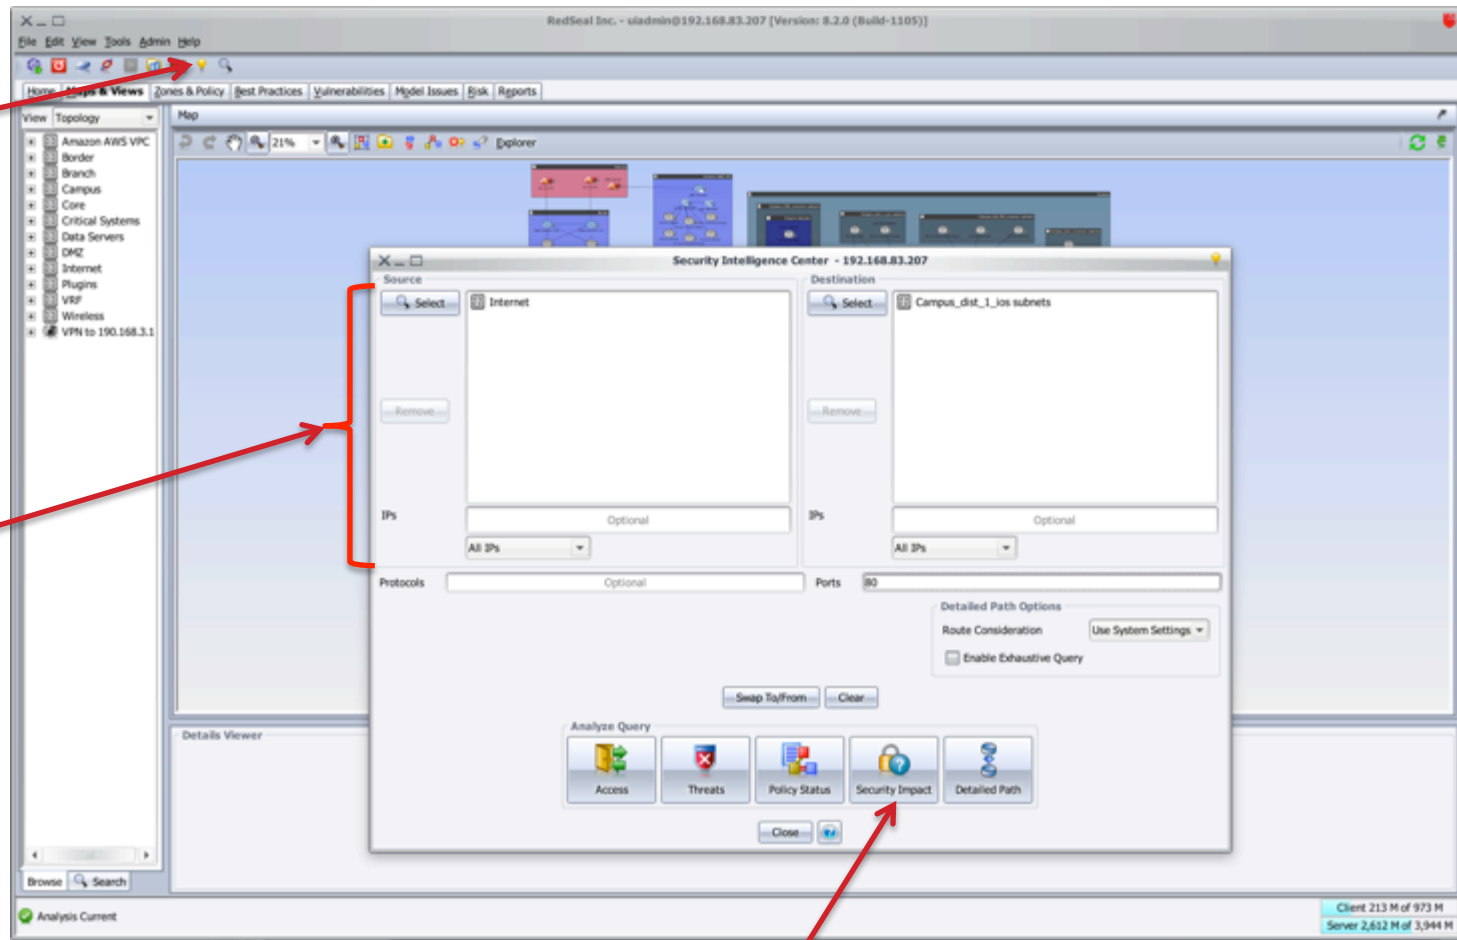 RedSeal Inc. - uiadmin@192.168.83.207 [Version: 8.2.0 (Build-1105)]
File Edit View Tools Admin Help
Home Maps & Views Zones & Policy Best Practices Vulnerabilities Model Issues Risk Reports
View Topology
Map
21%
Explorer
Amazon AWS VPC
Border
Branch
Campus
Core
Critical Systems
Data Servers
DMZ
Internet
Plugins
VRF
Wireless
VPN to 190.168.3.1
Security Intelligence Center - 192.168.83.207
Source
Destination
Select
Internet
Select
Campus_dist_1_ios subnets
Remove
Remove
IPs
Optional
IPs
Optional
All IPs
All IPs
Protocols
Optional
Ports
80
Detailed Path Options
Route Consideration
Use System Settings
Enable Exhaustive Query
Swap To/From
Clear
Analyze Query
Access
Threats
Policy Status
Security Impact
Detailed Path
Close
Details Viewer
Browse
Search
Analysis Current
Client 213 M of 973 M
Server 2,612 M of 3,944 M